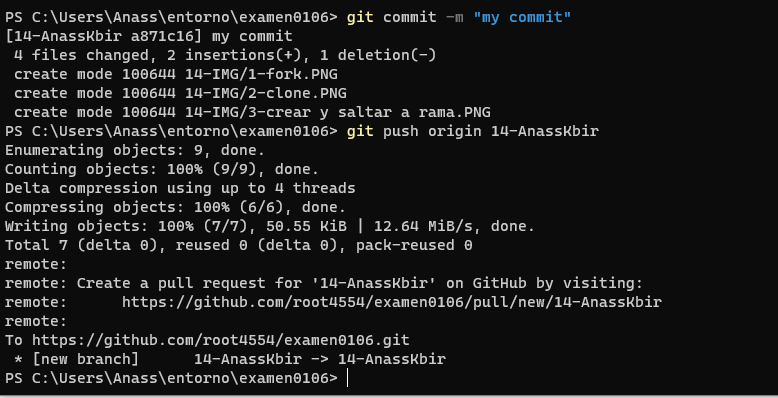 PS C:\Users\Anass\entorno\examen0106> git commit -m "my commit"
[14-AnassKbir a871c16] my commit
 4 files changed, 2 insertions(+), 1 deletion(-)
 create mode 100644 14-IMG/1-fork.PNG
 create mode 100644 14-IMG/2-clone.PNG
 create mode 100644 14-IMG/3-crear y saltar a rama.PNG
PS C:\Users\Anass\entorno\examen0106> git push origin 14-AnassKbir
Enumerating objects: 9, done.
Counting objects: 100% (9/9), done.
Delta compression using up to 4 threads
Compressing objects: 100% (6/6), done.
Writing objects: 100% (7/7), 50.55 KiB | 12.64 MiB/s, done.
Total 7 (delta 0), reused 0 (delta 0), pack-reused 0
remote:
remote: Create a pull request for '14-AnassKbir' on GitHub by visiting:
remote:      https://github.com/root4554/examen0106/pull/new/14-AnassKbir
remote:
To https://github.com/root4554/examen0106.git
 * [new branch]      14-AnassKbir -> 14-AnassKbir
PS C:\Users\Anass\entorno\examen0106>